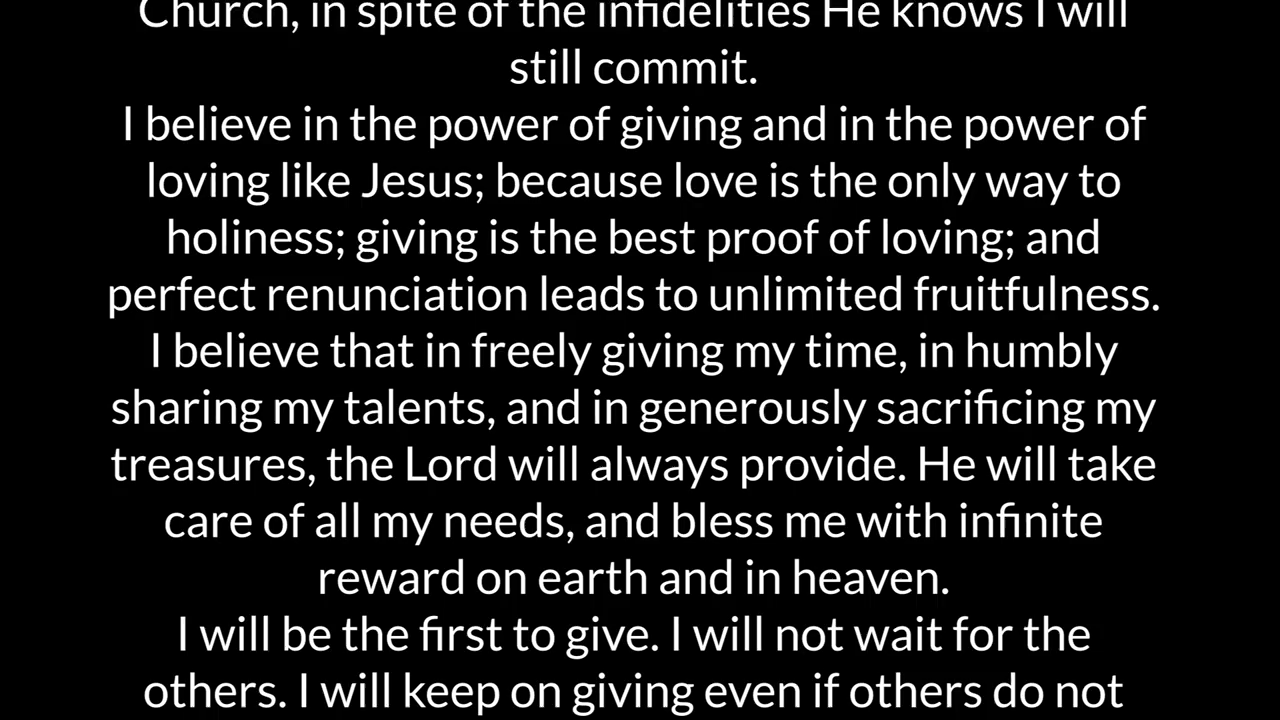 Church, in spite of the infidelities He knows I will
still commit.
I believe in the power of giving and in the power of
loving like Jesus; because love is the only way to
holiness; giving is the best proof of loving; and
perfect renunciation leads to unlimited fruitfulness.
I believe that in freely giving my time, in humbly
sharing my talents, and in generously sacrificing my
treasures, the Lord will always provide. He will take
care of all my needs, and bless me with infinite
reward on earth and in heaven.
I will be the first to give. I will not wait for the
others. I will keep on giving even if others do not